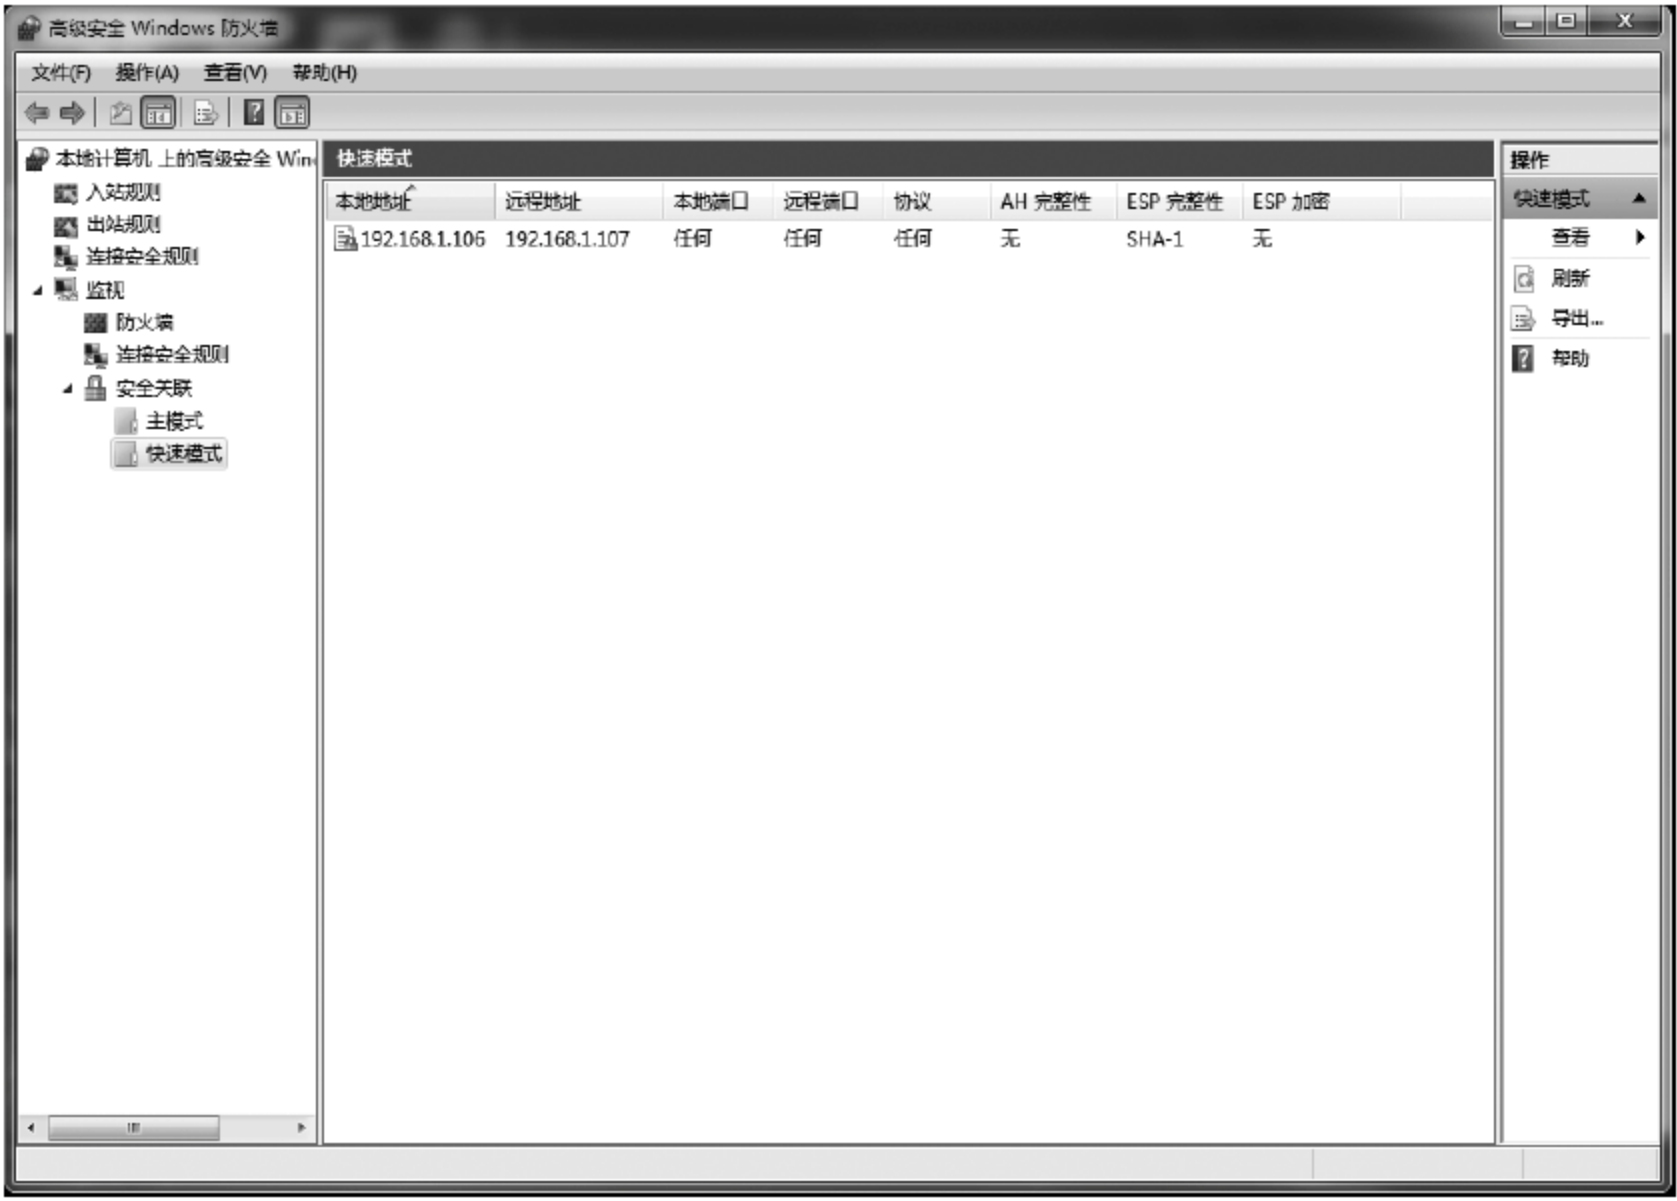 高级安全 Windows 防火墙
文件(F) 操作(A) 查看(V) 帮助(H)
本地计算机 上的高级安全 Win
入站规则
出站规则
连接安全规则
监视
防火墙
连接安全规则
安全关联
主模式
快速模式
快速模式
本地地址 远程地址 本地端口 远程端口 协议 AH 完整性 ESP 完整性 ESP 加密
192.168.1.106 192.168.1.107 任何 任何 任何 无 SHA-1 无
操作
快速模式
查看
刷新
导出...
帮助